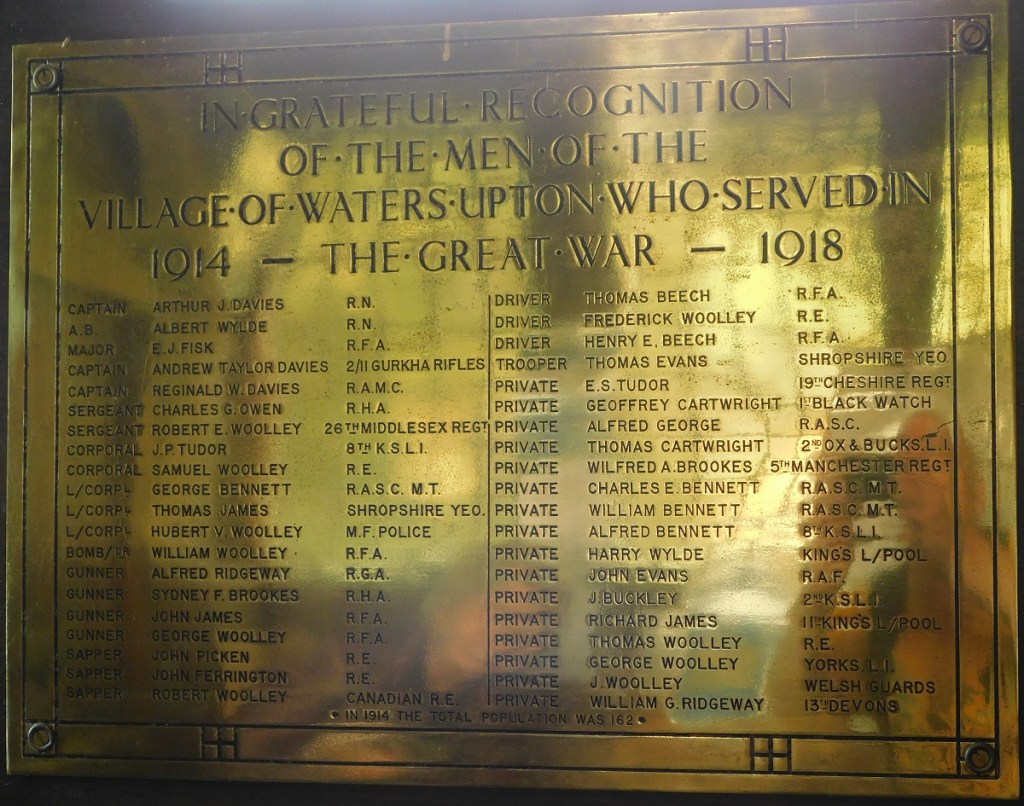 IN·GRATEFUL·RECOGNITION
OF·THE·MEN·OF·THE
VILLAGE·OF·WATERS·UPTON·WHO·SERVED·IN
1914 — THE·GREAT·WAR — 1918
CAPTAIN ARTHUR J. DAVIES R.N.
A.B. ALBERT WYLDE R.N.
MAJOR E.J. FISK R.F.A.
CAPTAIN ANDREW TAYLOR DAVIES 2/11 GURKHA RIFLES
CAPTAIN REGINALD W. DAVIES R.A.M.C.
SERGEANT CHARLES G. OWEN R.H.A.
SERGEANT ROBERT E. WOOLLEY 26TH MIDDLESEX REGT
CORPORAL J.P. TUDOR 8TH K.S.L.I.
CORPORAL SAMUEL WOOLLEY R.E.
L/CORPL GEORGE BENNETT R.A.S.C. M.T.
L/CORPL THOMAS JAMES SHROPSHIRE YEO.
L/CORPL HUBERT V. WOOLLEY M.F. POLICE
BOMB/DR WILLIAM WOOLLEY R.F.A.
GUNNER ALFRED RIDGEWAY R.G.A.
GUNNER SYDNEY F. BROOKES R.H.A.
GUNNER JOHN JAMES R.F.A.
GUNNER GEORGE WOOLLEY R.F.A.
SAPPER JOHN PICKEN R.E.
SAPPER JOHN FERRINGTON R.E.
SAPPER ROBERT WOOLLEY CANADIAN R.E.
DRIVER THOMAS BEECH R.F.A.
DRIVER FREDERICK WOOLLEY R.E.
DRIVER HENRY E. BEECH R.F.A.
TROOPER THOMAS EVANS SHROPSHIRE YEO.
PRIVATE E.S. TUDOR 19TH CHESHIRE REGT
PRIVATE GEOFFREY CARTWRIGHT 1ST BLACK WATCH
PRIVATE ALFRED GEORGE R.A.S.C.
PRIVATE THOMAS CARTWRIGHT 2ND OX & BUCKS.L.I.
PRIVATE WILFRED A. BROOKES 5TH MANCHESTER REGT
PRIVATE CHARLES E. BENNETT R.A.S.C. M.T.
PRIVATE WILLIAM BENNETT R.A.S.C. M.T.
PRIVATE ALFRED BENNETT 8TH K.S.L.I.
PRIVATE HARRY WYLDE KING'S L/POOL
PRIVATE JOHN EVANS R.A.F.
PRIVATE J. BUCKLEY 2ND K.S.L.I.
PRIVATE RICHARD JAMES 11TH KING'S L/POOL
PRIVATE THOMAS WOOLLEY R.E.
PRIVATE GEORGE WOOLLEY YORKS. L.I.
PRIVATE J. WOOLLEY WELSH GUARDS
PRIVATE WILLIAM G. RIDGEWAY 13TH DEVONS
• IN 1914 THE TOTAL POPULATION WAS 162 •